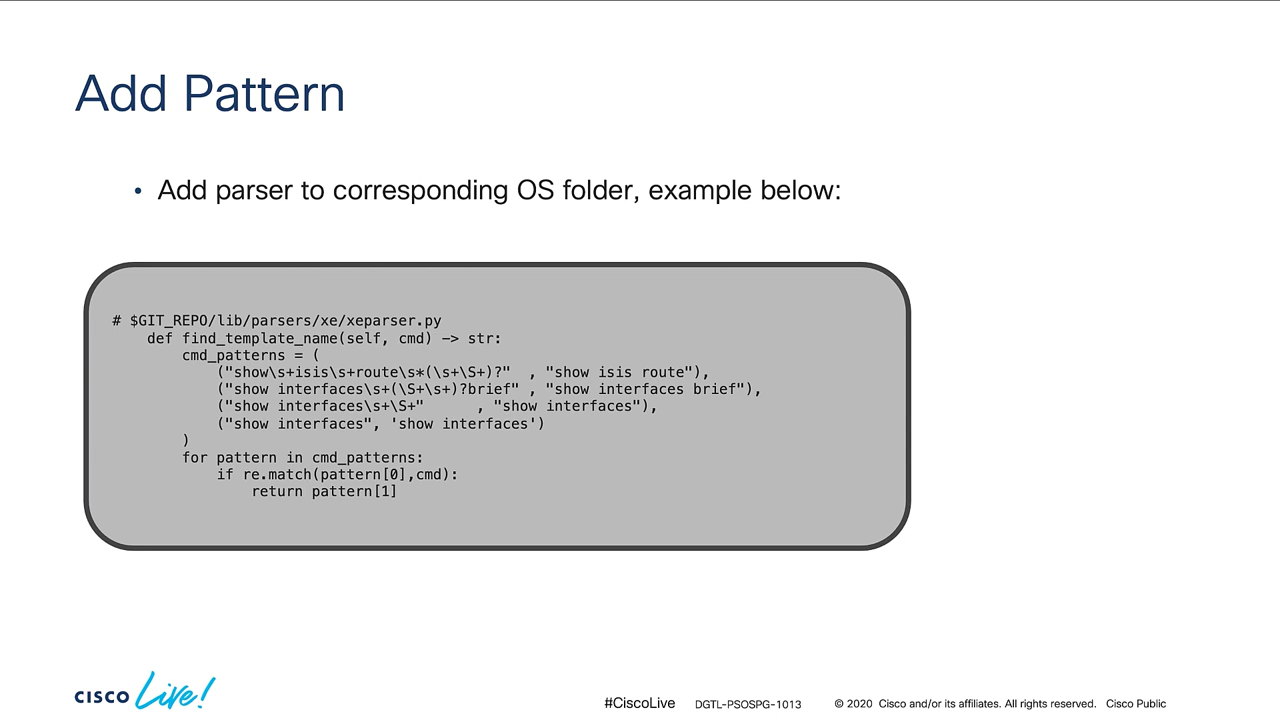 Add Pattern
• Add parser to corresponding OS folder, example below:
# $GIT_REPO/lib/parsers/xe/xeparser.py
    def find_template_name(self, cmd) -> str:
        cmd_patterns = (
            ("show\s+isis\s+route\s*(\s+\S+)?"  , "show isis route"),
            ("show interfaces\s+(\S+\s+)?brief" , "show interfaces brief"),
            ("show interfaces\s+\S+"      , "show interfaces"),
            ("show interfaces", 'show interfaces')
        )
        for pattern in cmd_patterns:
            if re.match(pattern[0],cmd):
                return pattern[1]
CISCO Live!
#CiscoLive DGTL-PSOSPG-1013 © 2020 Cisco and/or its affiliates. All rights reserved. Cisco Public